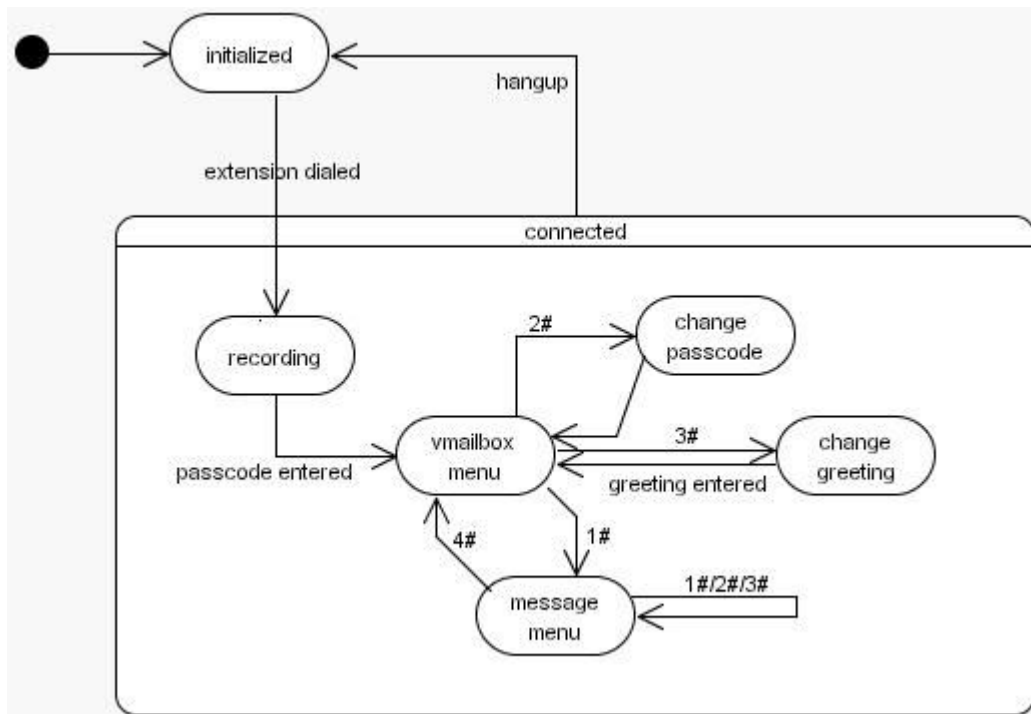 initialized
hangup
extension dialed
connected
2#
change
passcode
recording
vmailbox
menu
3#
change
greeting
passcode entered
greeting entered
4#
1#
1#/2#/3#
message
menu